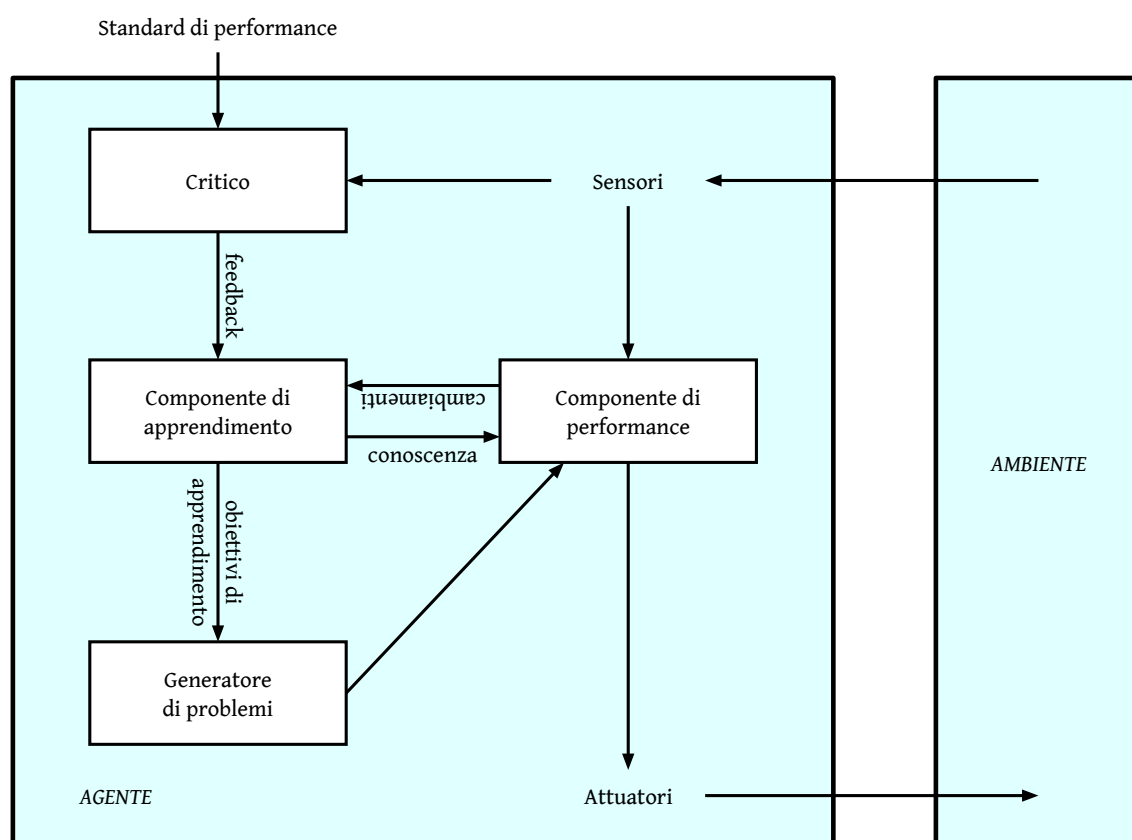 Standard di performance
Critico
Sensori
feedback
Componente di
apprendimento
cambiamenti
conoscenza
Componente di
performance
AMBIENTE
obiettivi di
apprendimento
Generatore
di problemi
AGENTE
Attuatori